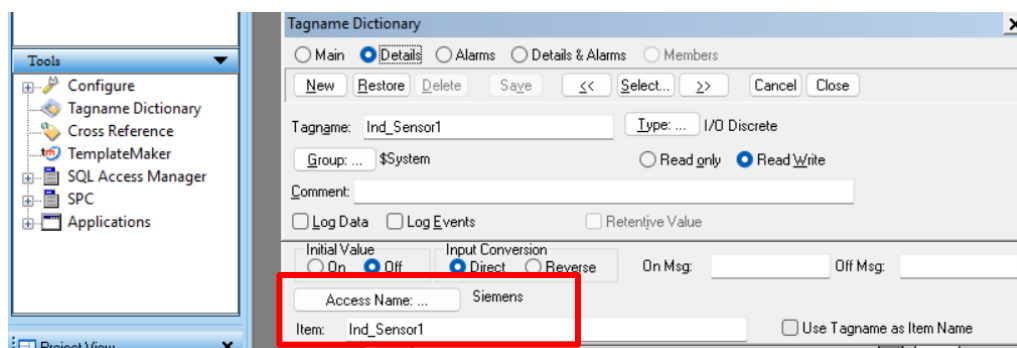 Tagname Dictionary
Main Details Alarms Details & Alarms Members
New Restore Delete Save << Select... >> Cancel Close
Tagname: Ind_Sensor1 Type: ... I/O Discrete
Group: ... $System Read only Read Write
Comment:
Log Data Log Events Retentive Value
Initial Value Input Conversion
On Off Direct Reverse On Msg: Off Msg:
Access Name: ... Siemens
Item: Ind_Sensor1 Use Tagname as Item Name
Tools
Configure
Tagname Dictionary
Cross Reference
TemplateMaker
SQL Access Manager
SPC
Applications
Project View